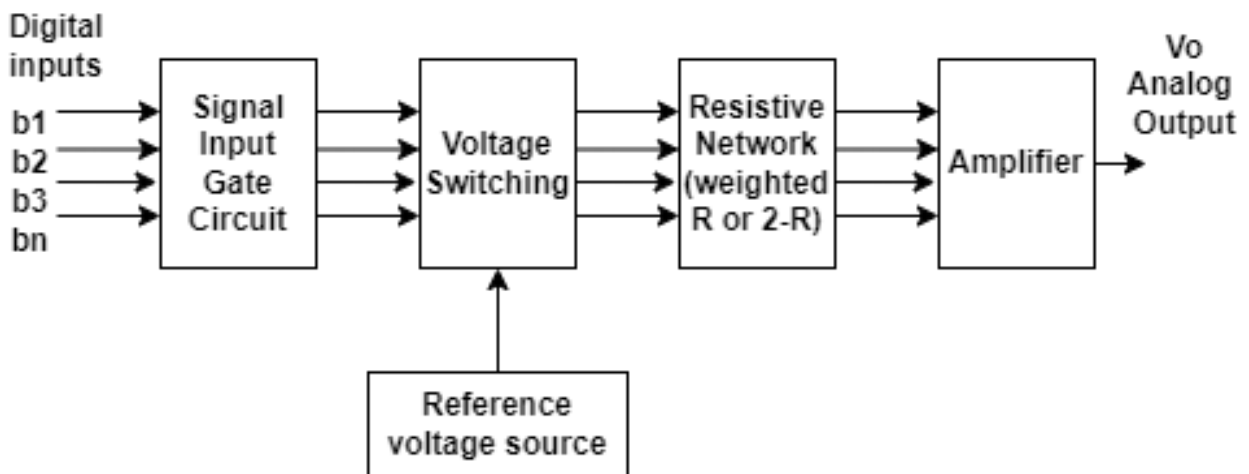 Digital
inputs
b1
b2
b3
bn
Signal
Input
Gate
Circuit
Voltage
Switching
Resistive
Network
(weighted
R or 2-R)
Amplifier
Vo
Analog
Output
Reference
voltage source